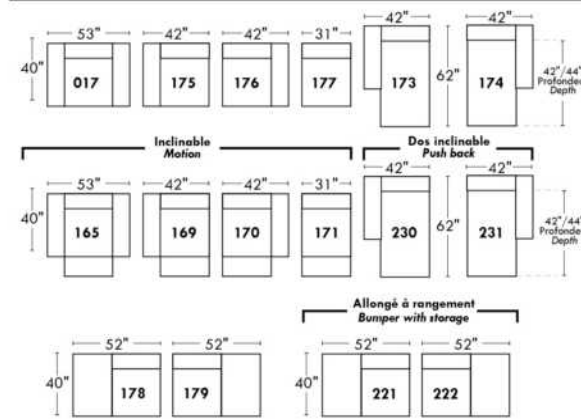 53" 42" 42" 31" 42" 42"
40" 017 175 176 177 173 62" 174 42"/44"
Profondeur
Depth
Inclinable
Motion
Dos inclinable
Push back
53" 42" 42" 31" 42" 42"
40" 165 169 170 171 230 62" 231 42"/44"
Profondeur
Depth
Allongé à rangement
Bumper with storage
52" 52" 52" 52"
40" 178 179 40" 221 222